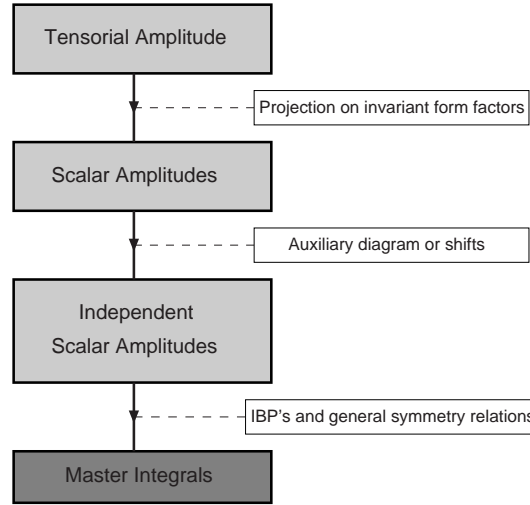 Tensorial Amplitude
Projection on invariant form factors
Scalar Amplitudes
Auxiliary diagram or shifts
Independent
Scalar Amplitudes
IBP's and general symmetry relations
Master Integrals